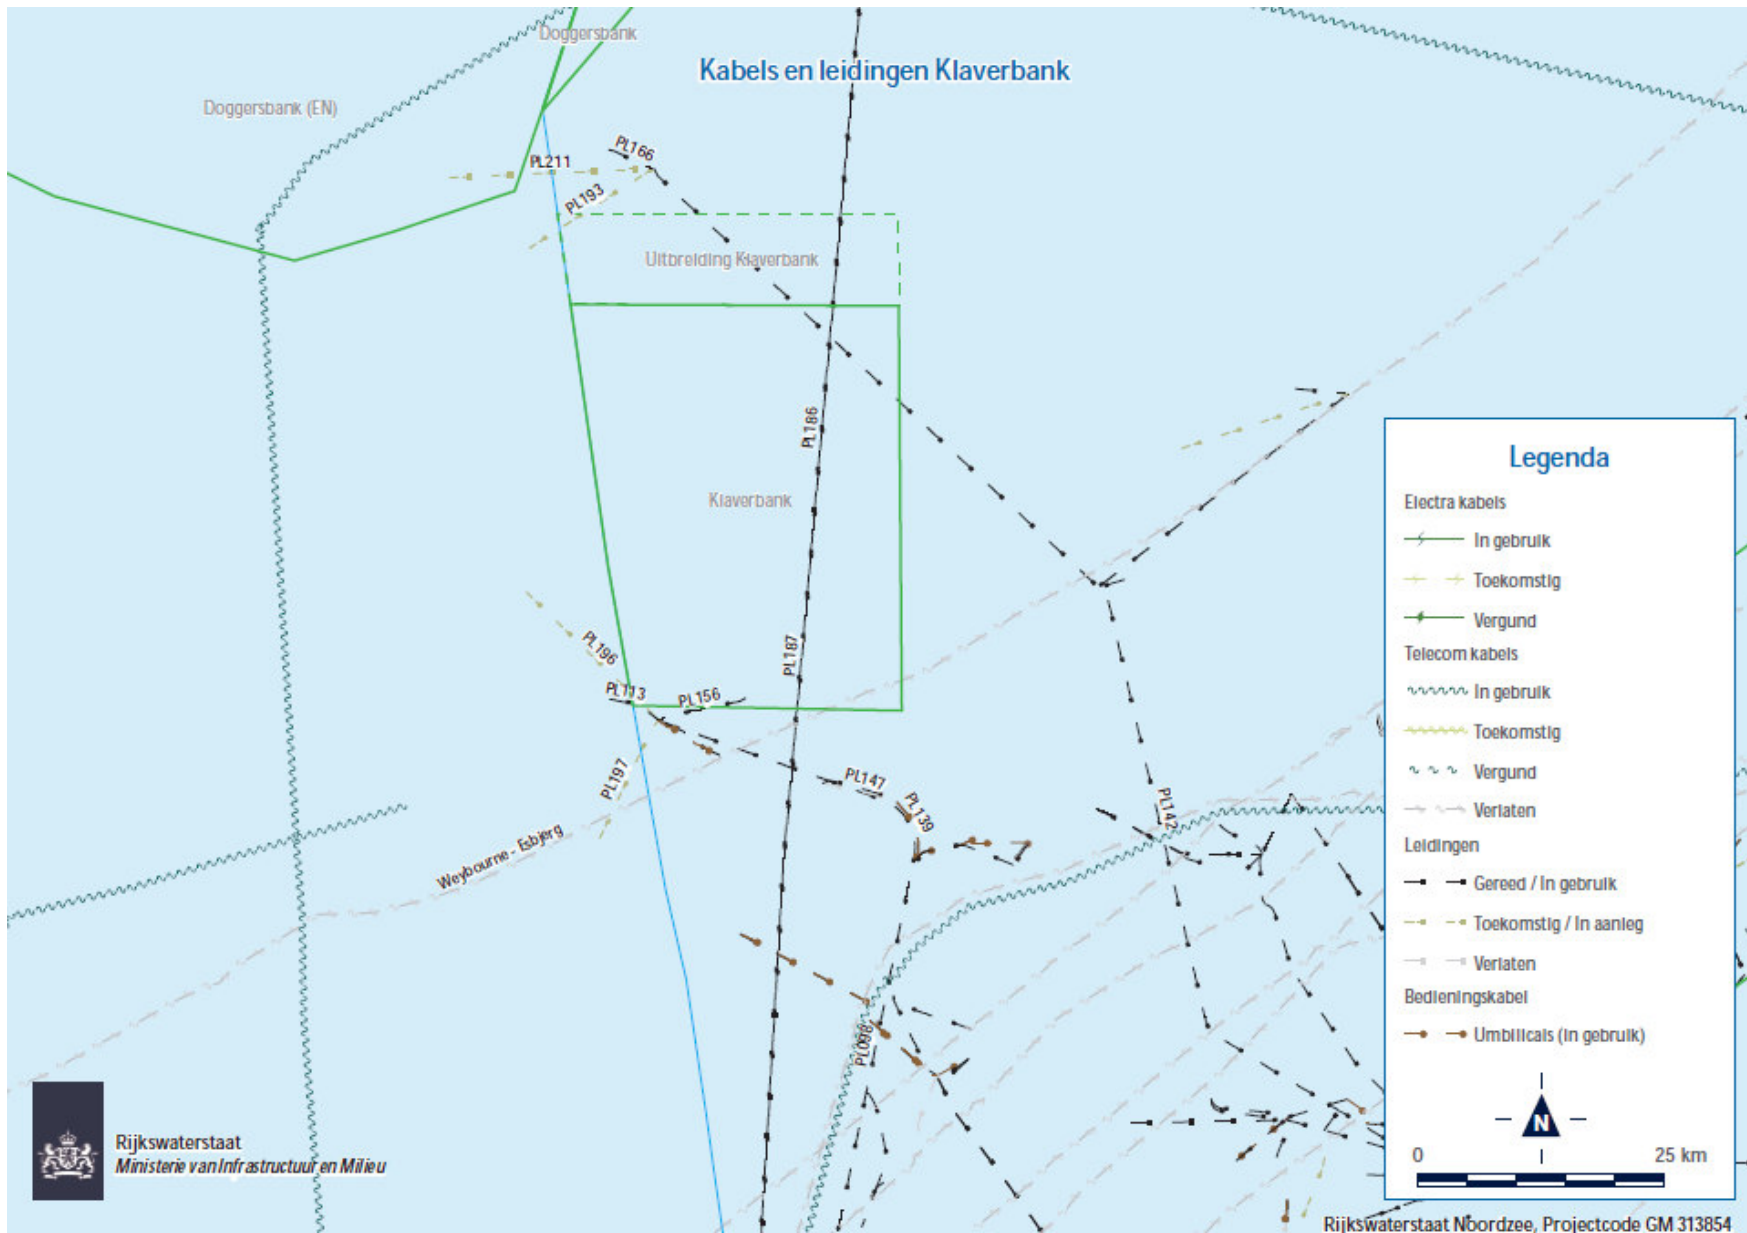 Doggersbank
Kabels en leidingen Klaverbank
Doggersbank (EN)
PL166
PL211
PL193
Uitbreiding Klaverbank
PL186
Klaverbank
PL187
PL196
PL113
PL156
PL197
PL147
PL139
PL142
Weybourne - Esbjerg
PL098
Legenda
Electra kabels
In gebruik
Toekomstig
Vergund
Telecom kabels
In gebruik
Toekomstig
Vergund
Verlaten
Leidingen
Gereed / In gebruik
Toekomstig / In aanleg
Verlaten
Bedieningskabel
Umbilicals (in gebruik)
N
0 25 km
Rijkswaterstaat
Ministerie van Infrastructuur en Milieu
Rijkswaterstaat Noordzee, Projectcode GM 313854